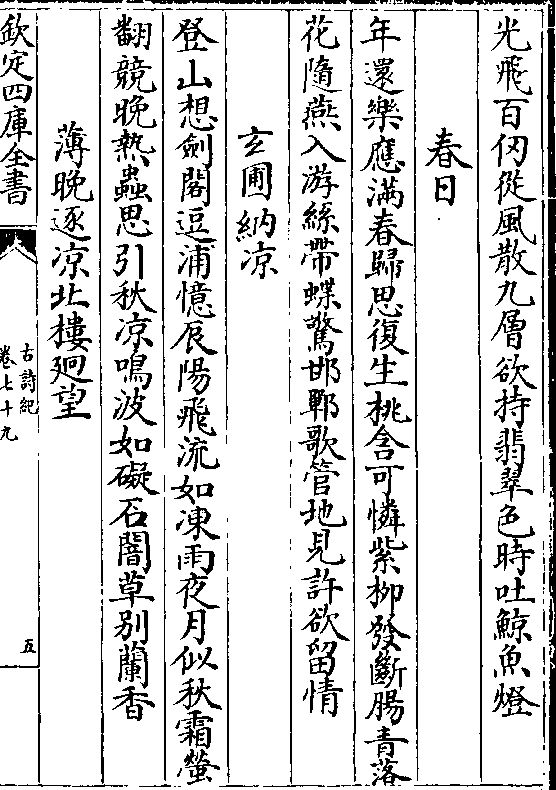 光飛百仭從風散九層欲持翡翠色時吐鯨魚燈
春日
年還樂應滿春歸思復生桃含可憐紫柳發斷腸青落
花隨燕入游絲帶蝶驚邯鄲歌管地見許欲留情
玄圃納凉
登山想劍閣逗浦憶辰陽飛流如凍雨夜月似秋霜螢
翻競晚熱蟲思引秋凉鳴波如礙石闇草别蘭香
薄晚逐凉北樓迥望
欽定四庫全書
古詩紀
卷七十九
五